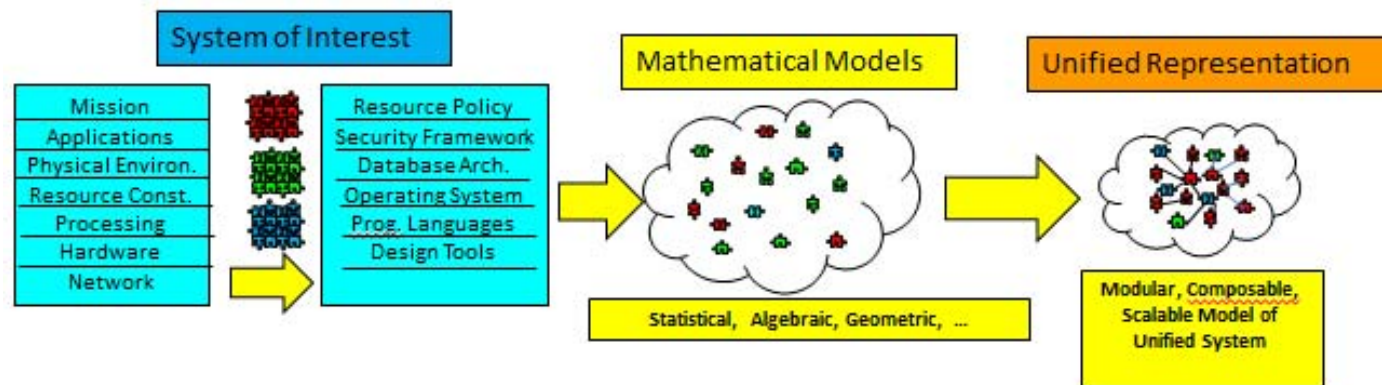 System of Interest
Mission
Applications
Physical Environ.
Resource Const.
Processing
Hardware
Network
Resource Policy
Security Framework
Database Arch.
Operating System
Prog. Languages
Design Tools
Mathematical Models
Statistical, Algebraic, Geometric, ...
Unified Representation
Modular, Composable,
Scalable Model of
Unified System